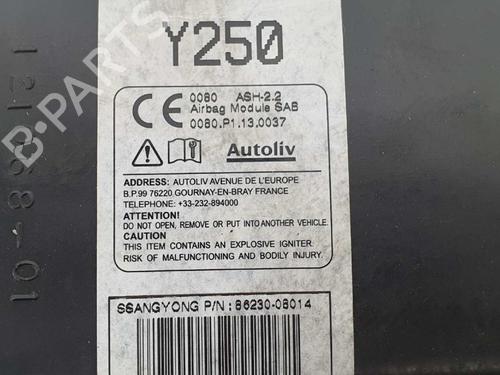 Y250
CE 0080 ASH-2.2
Airbag Module SAB
0080.P1.13.0037
Autoliv
ADDRESS: AUTOLIV AVENUE DE L'EUROPE
B.P.99 76220.GOURNAY-EN-BRAY FRANCE
TELEPHONE: +33-232-894000
ATTENTION!
DO NOT OPEN, REMOVE OR PUT INTO ANOTHER VEHICLE.
CAUTION
THIS ITEM CONTAINS AN EXPLOSIVE IGNITER.
RISK OF MALFUNCTIONING AND BODILY INJURY.
SSANGYONG P/N : 86230-08014